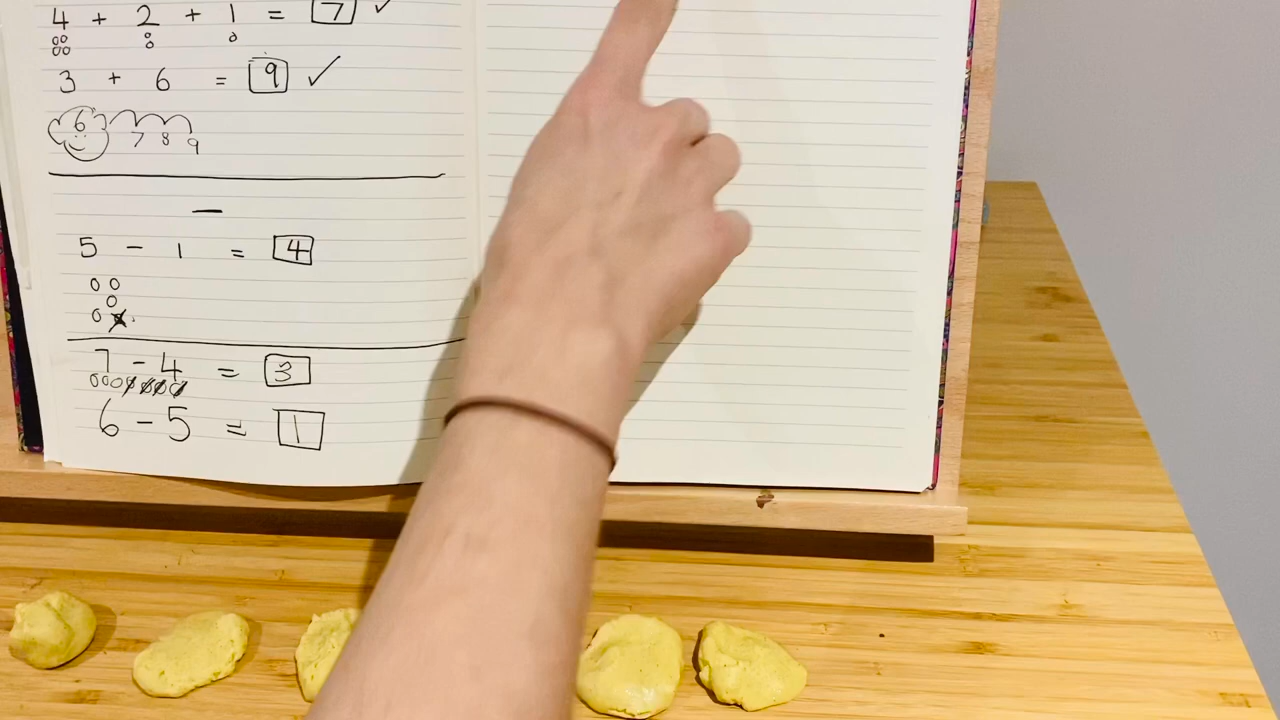 4 + 2 + 1 = 7 ✓
3 + 6 = 9 ✓
6 7 8 9
-
5 - 1 = 4
7 - 4 = 3
6 - 5 = 1